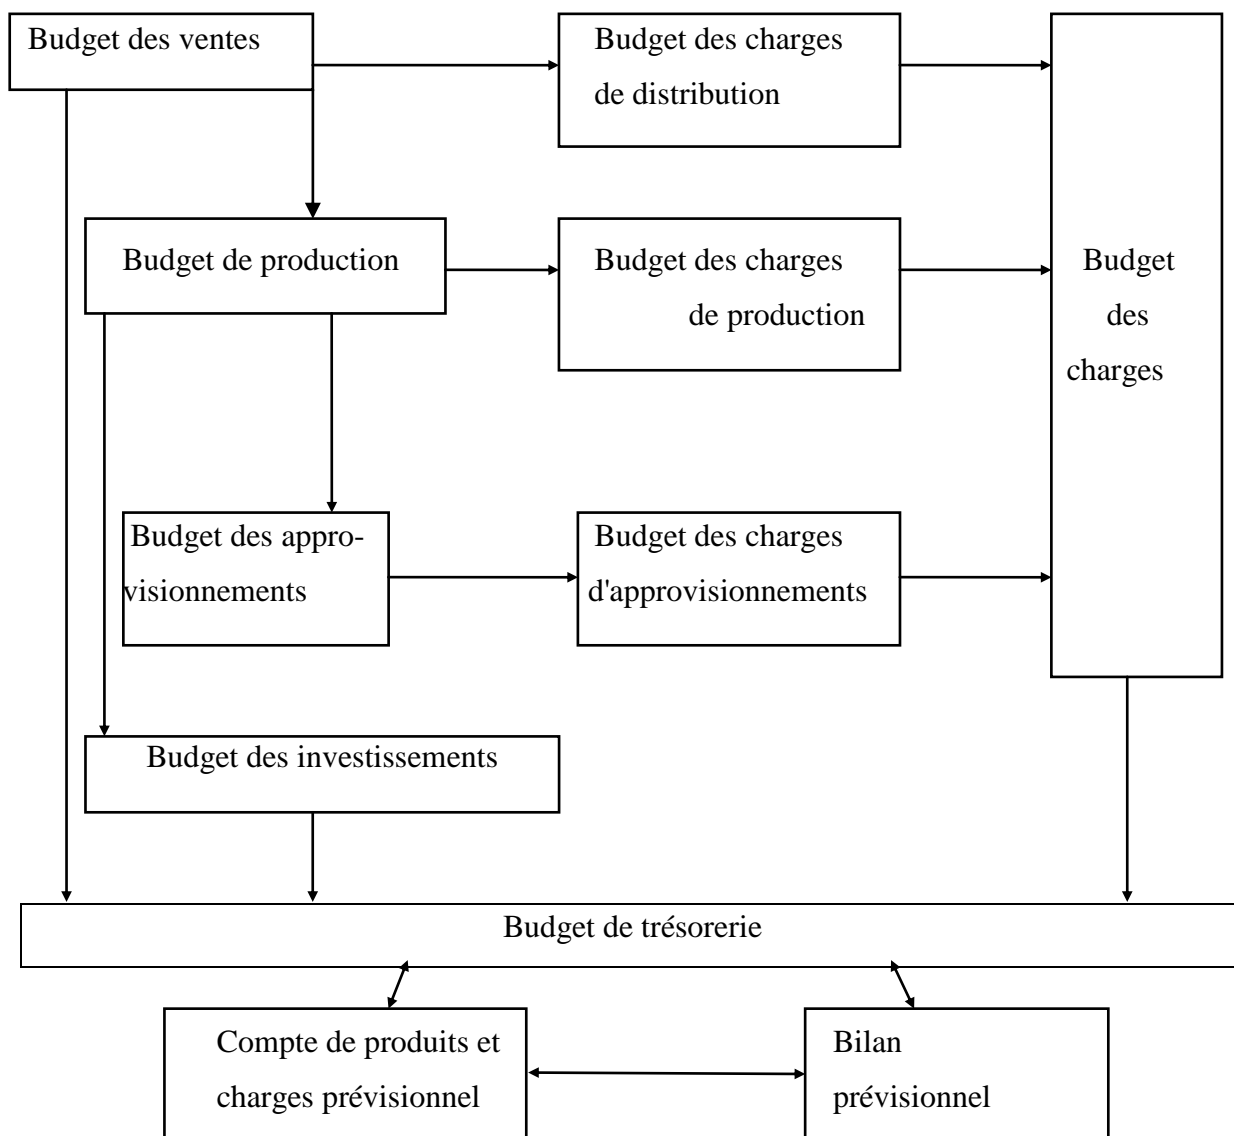 Budget des ventes
Budget des charges
de distribution
Budget de production
Budget des charges
de production
Budget
des
charges
Budget des appro-
visionnements
Budget des charges
d'approvisionnements
Budget des investissements
Budget de trésorerie
Compte de produits et
charges prévisionnel
Bilan
prévisionnel